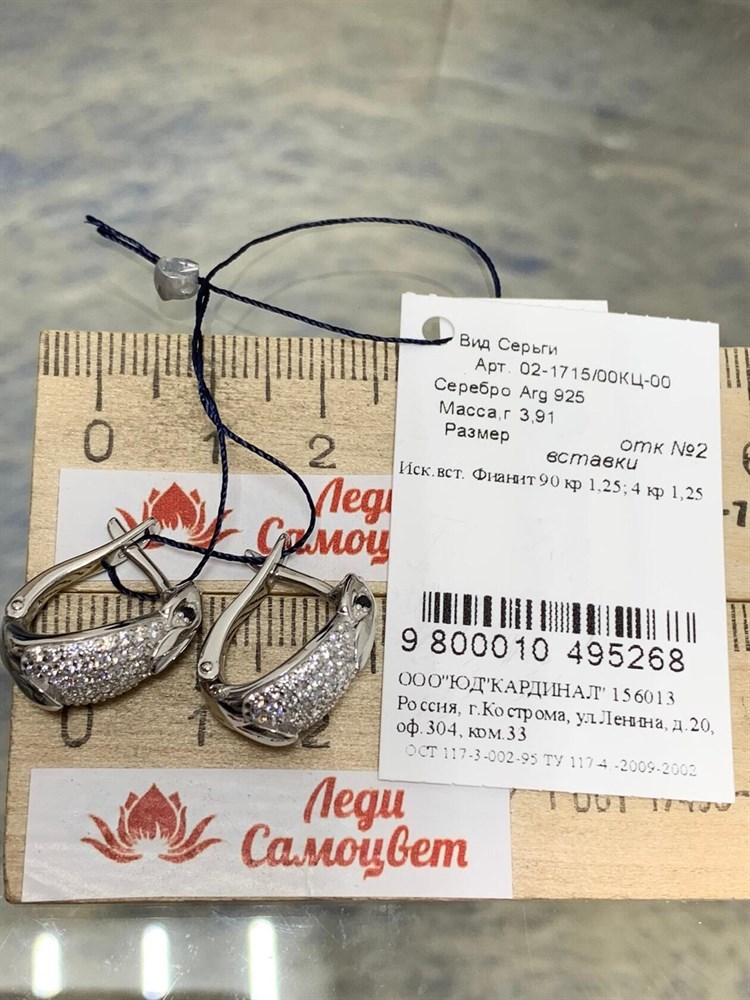 Вид Серьги
Арт. 02-1715/00КЦ-00
Серебро Arg 925
Масса,г 3,91
Размер
отк №2
вставки
Иск.вст. Фианит 90 кр 1,25; 4 кр 1,25
9 800010 495268
ООО"ЮД"КАРДИНАЛ" 156013
Россия, г.Кострома, ул.Ленина, д.20,
оф.304, ком.33
ОСТ 117-3-002-95 ТУ 117-4.-2009-2002
0 1 2
Леди
Самоцвет
0 2
Леди
Самоцвет